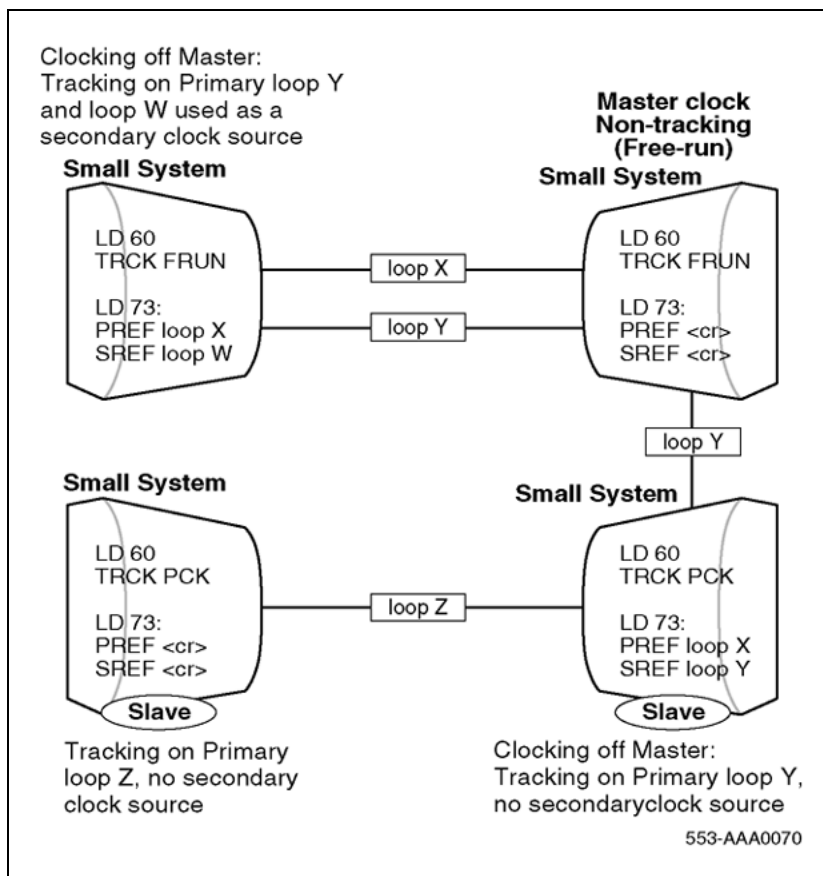 Clocking off Master:
Tracking on Primary loop Y
and loop W used as a
secondary clock source
Small System
LD 60
TRCK FRUN
LD 73:
PREF loop X
SREF loop W
loop X
loop Y
Master clock
Non-tracking
(Free-run)
Small System
LD 60
TRCK FRUN
LD 73:
PREF <cr>
SREF <cr>
loop Y
Small System
LD 60
TRCK PCK
LD 73:
PREF <cr>
SREF <cr>
Slave
Tracking on Primary
loop Z, no secondary
clock source
loop Z
Small System
LD 60
TRCK PCK
LD 73:
PREF loop X
SREF loop Y
Slave
Clocking off Master:
Tracking on Primary loop Y,
no secondaryclock source
553-AAA0070